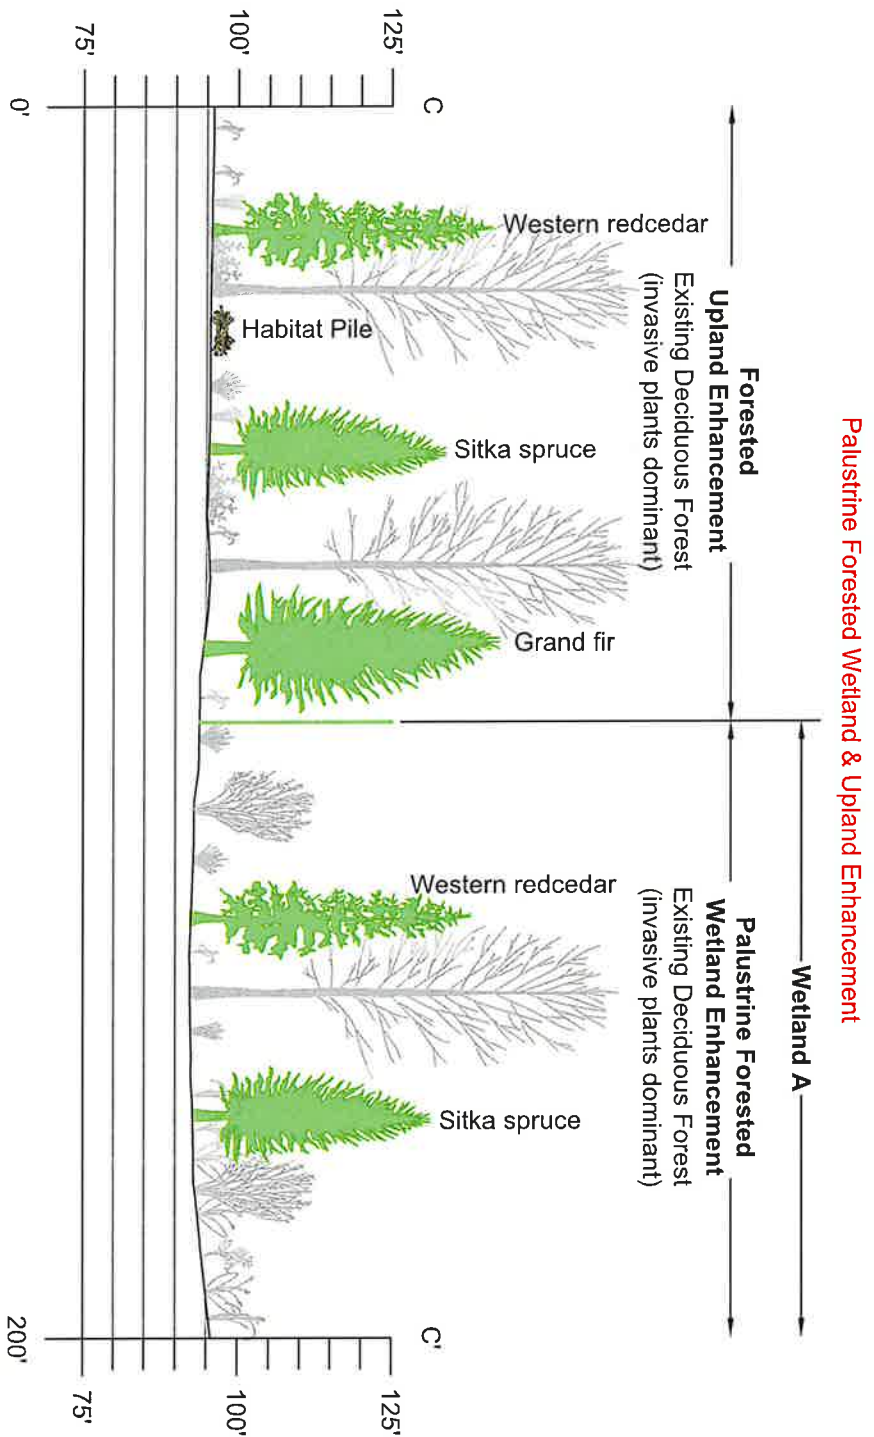 Palustrine Forested Wetland & Upland Enhancement
Wetland A
Forested
Upland Enhancement
Existing Deciduous Forest
(invasive plants dominant)
Palustrine Forested
Wetland Enhancement
Existing Deciduous Forest
(invasive plants dominant)
C
C'
125'
100'
75'
0'
Western redcedar
Habitat Pile
Sitka spruce
Grand fir
Western redcedar
Sitka spruce
125'
100'
75'
200'